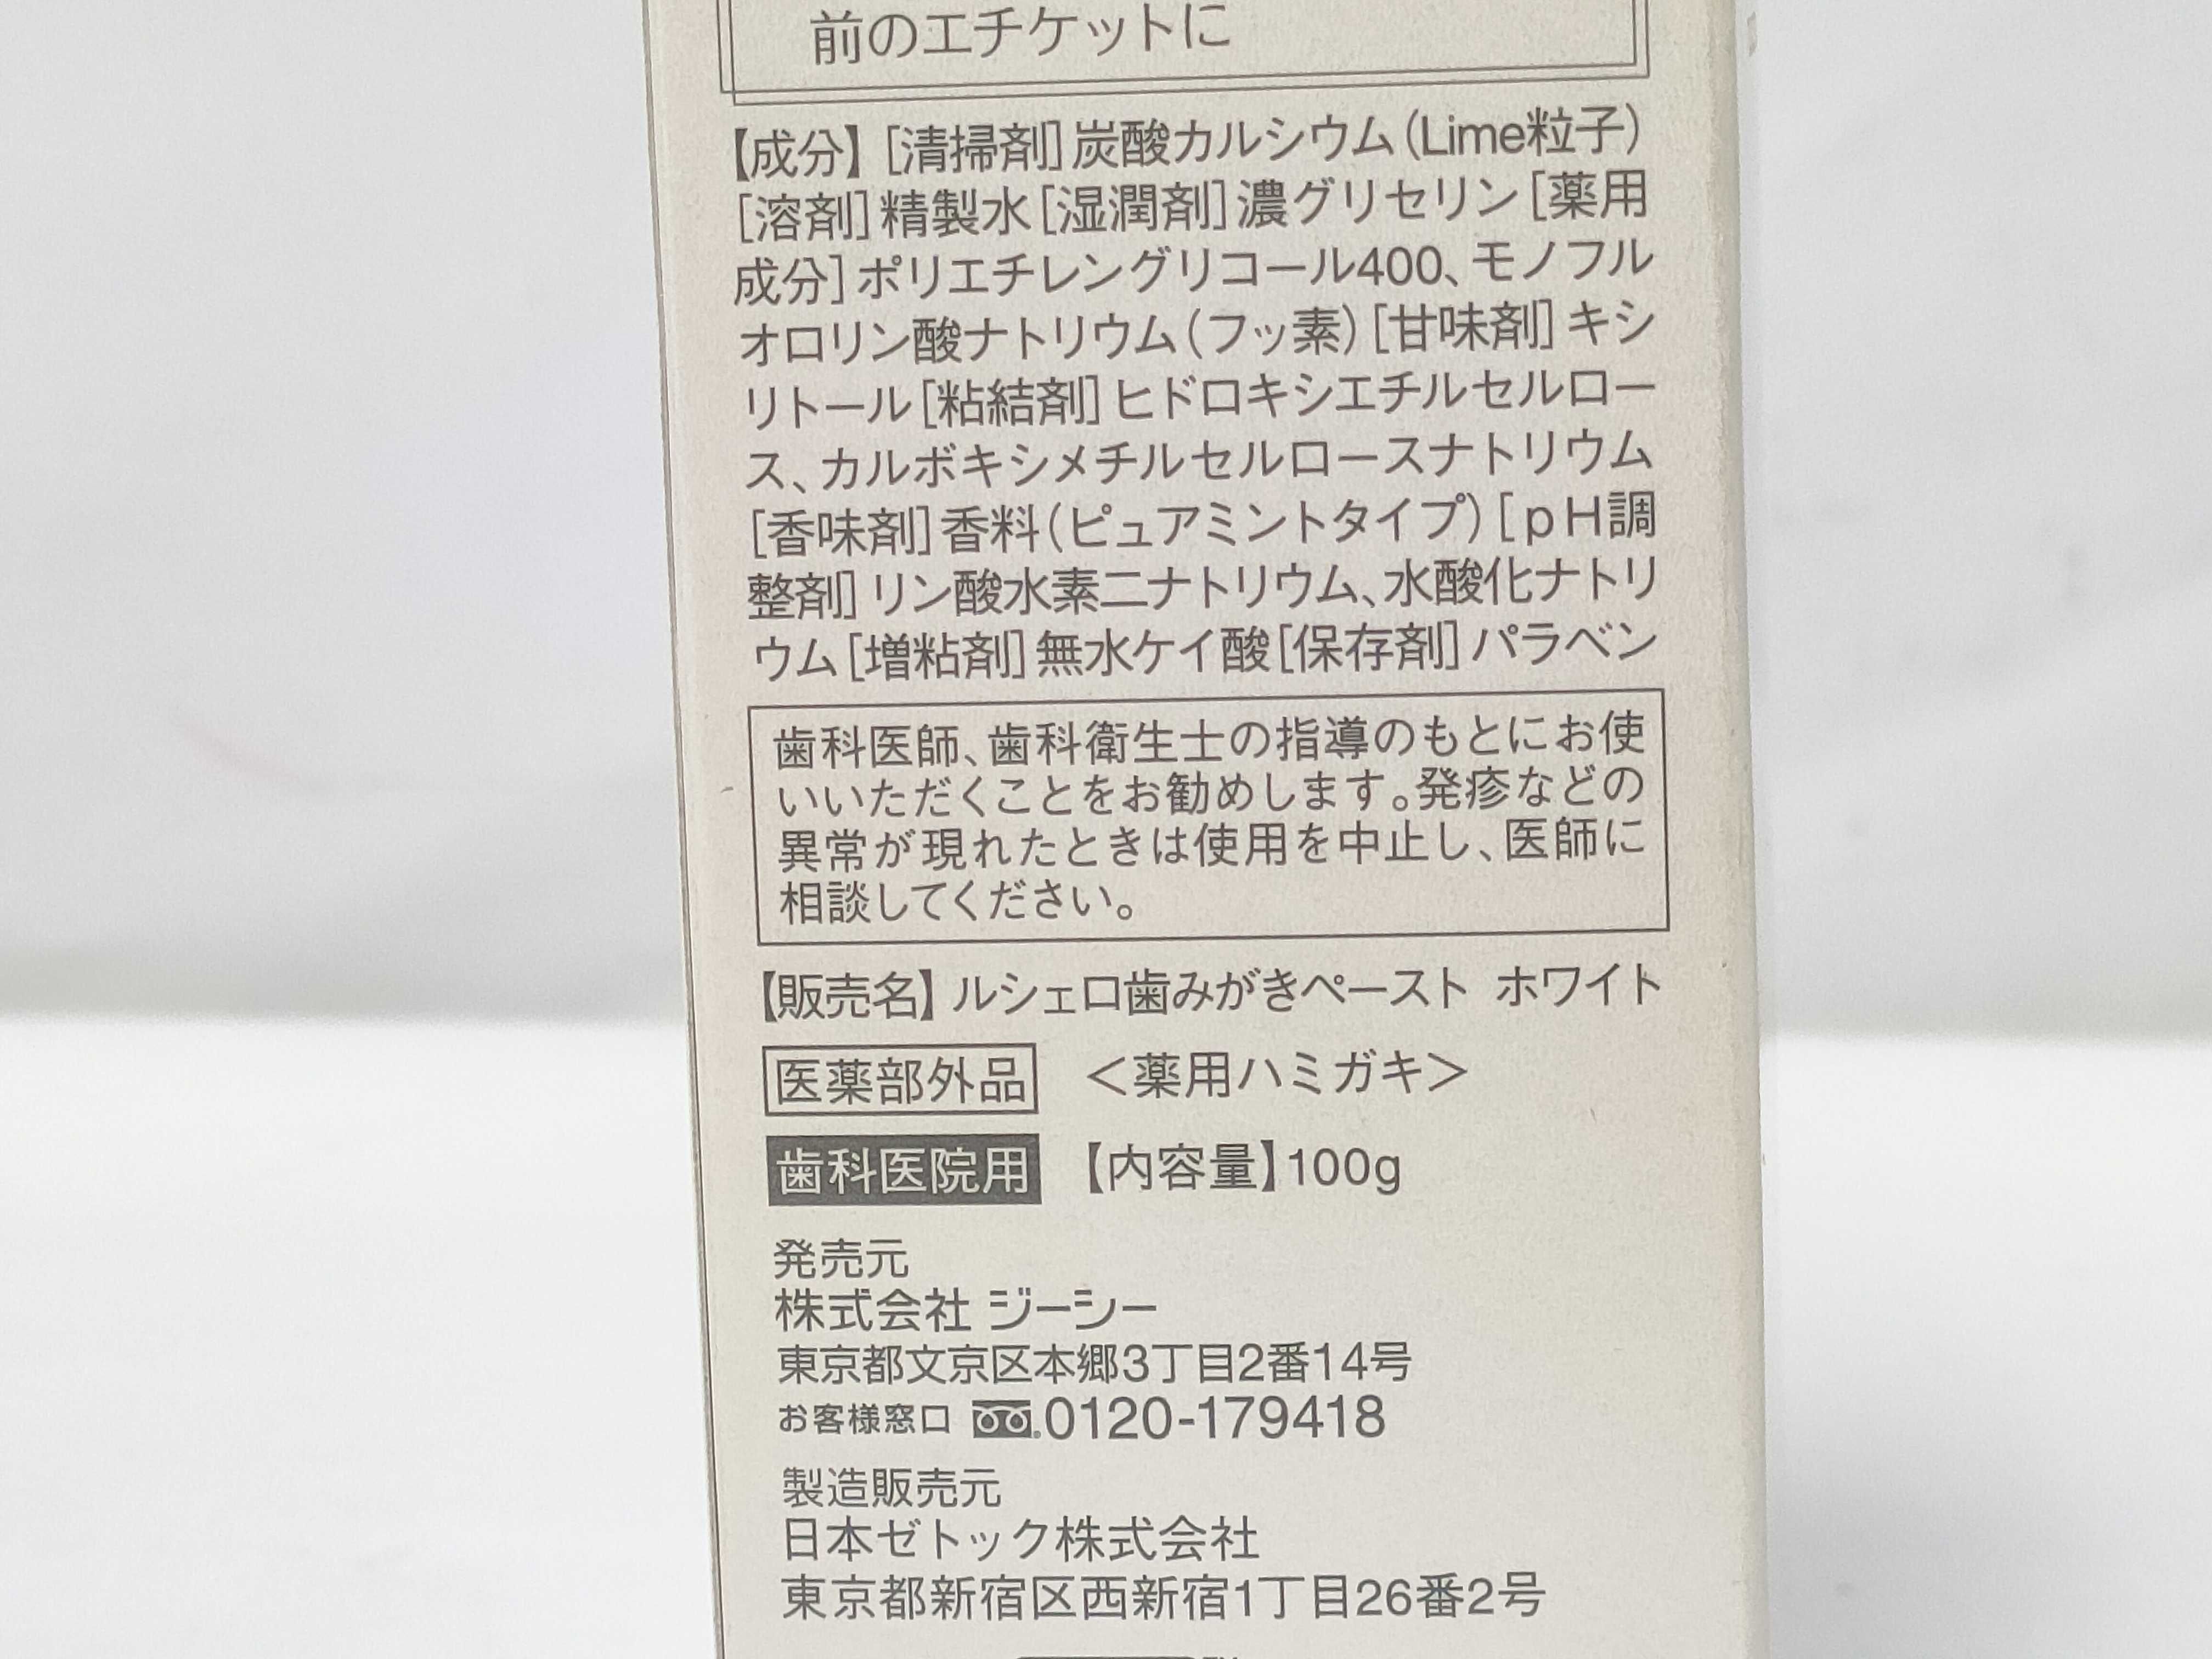 前のエチケットに
【成分】[清掃剤]炭酸カルシウム(Lime粒子)
[溶剤]精製水[湿潤剤]濃グリセリン[薬用
成分]ポリエチレングリコール400、モノフル
オロリン酸ナトリウム(フッ素)[甘味剤]キシ
リトール[粘結剤]ヒドロキシエチルセルロー
ス、カルボキシメチルセルロースナトリウム
[香味剤]香料(ピュアミントタイプ)[pH調
整剤]リン酸水素二ナトリウム、水酸化ナトリ
ウム[増粘剤]無水ケイ酸[保存剤]パラベン
歯科医師、歯科衛生士の指導のもとにお使
いいただくことをお勧めします。発疹などの
異常が現れたときは使用を中止し、医師に
相談してください。
【販売名】ルシェロ歯みがきペースト ホワイト
医薬部外品 <薬用ハミガキ>
歯科医院用 【内容量】100g
発売元
株式会社 ジーシー
東京都文京区本郷3丁目2番14号
お客様窓口 0120-179418
製造販売元
日本ゼトック株式会社
東京都新宿区西新宿1丁目26番2号